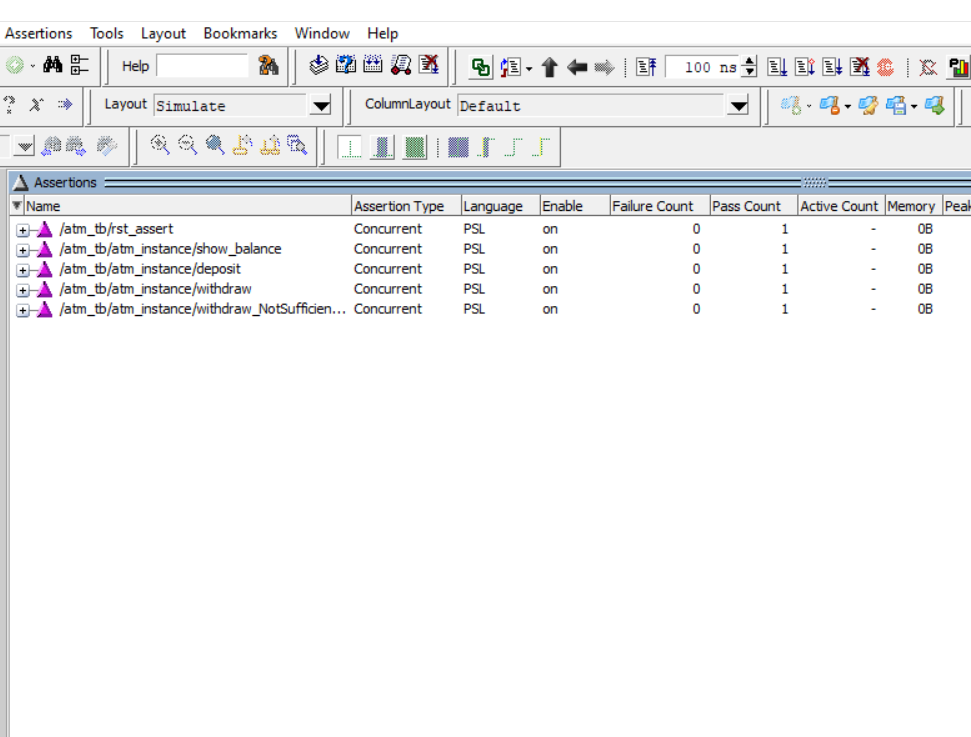 Assertions Tools Layout Bookmarks Window Help
Help 100 ns
Layout Simulate ColumnLayout Default
Assertions
Name Assertion Type Language Enable Failure Count Pass Count Active Count Memory Peak
/atm_tb/rst_assert Concurrent PSL on 0 1 - 0B
/atm_tb/atm_instance/show_balance Concurrent PSL on 0 1 - 0B
/atm_tb/atm_instance/deposit Concurrent PSL on 0 1 - 0B
/atm_tb/atm_instance/withdraw Concurrent PSL on 0 1 - 0B
/atm_tb/atm_instance/withdraw_NotSufficien... Concurrent PSL on 0 1 - 0B